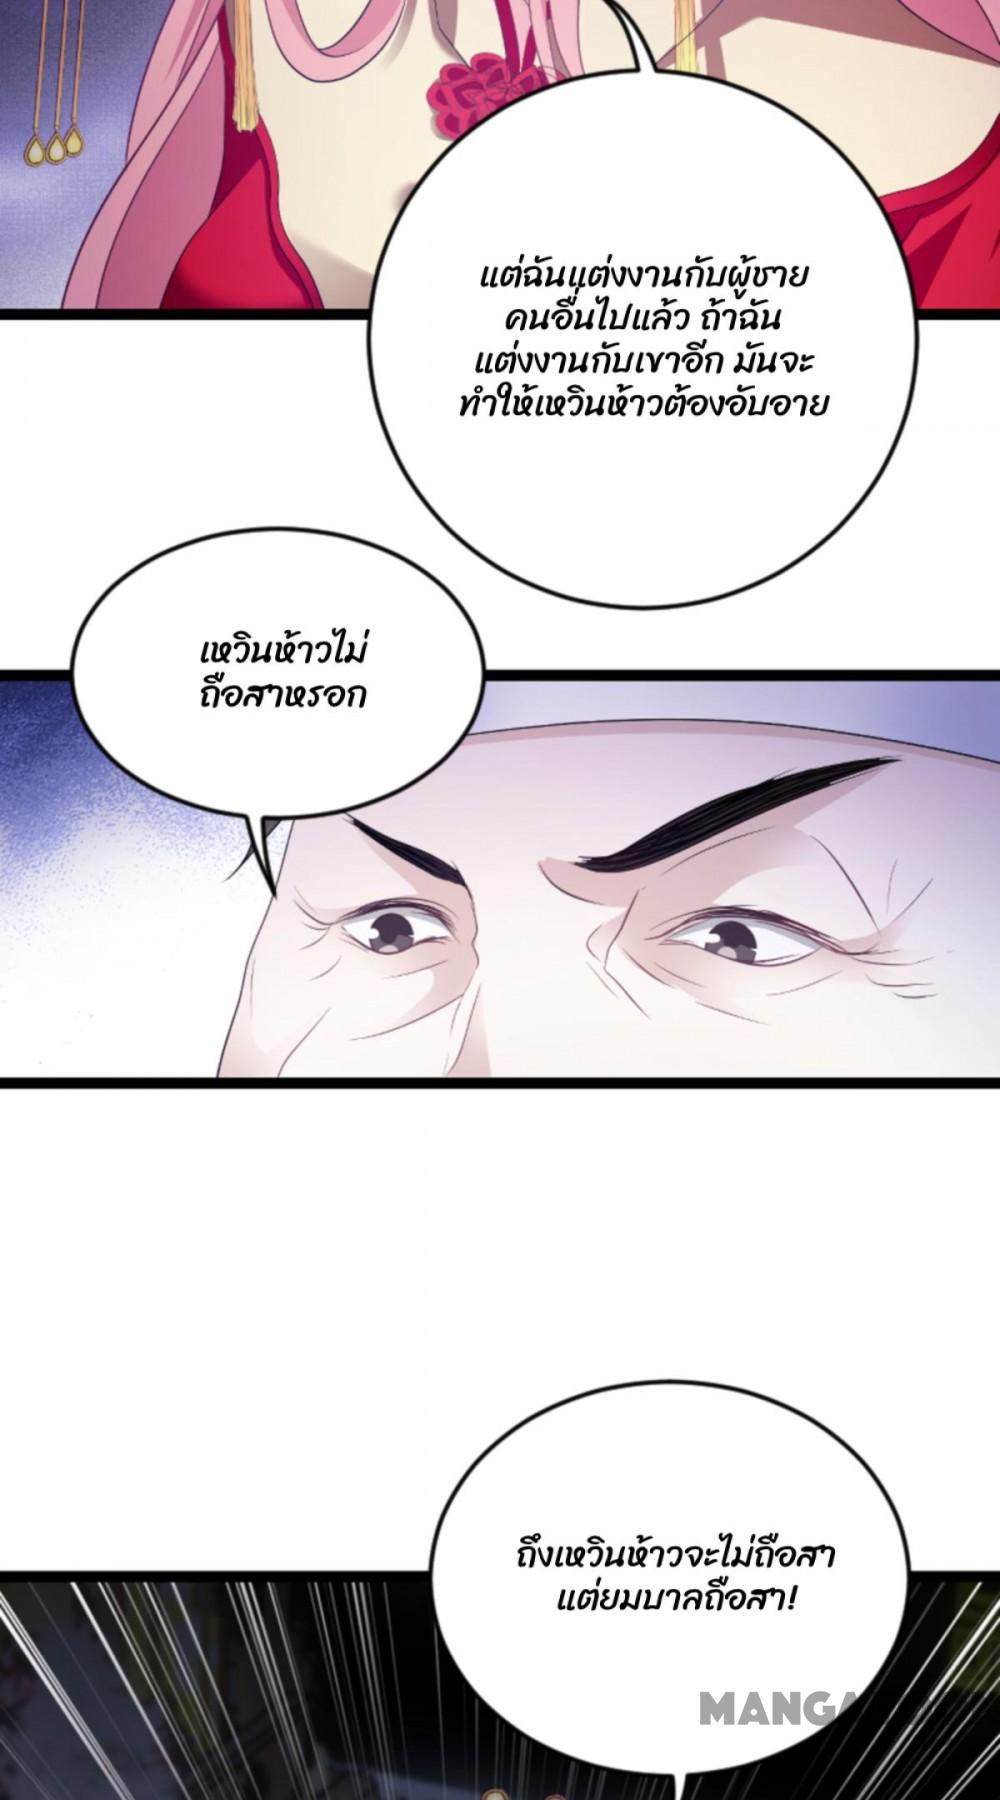 แต่ฉันแต่งงานกับผู้ชาย
คนอื่นไปแล้ว ถ้าฉัน
แต่งงานกับเขาอีก มันจะ
ทำให้เหวินห้าวต้องอับอาย
เหวินห้าวไม่
ถือสาหรอก
ถึงเหวินห้าวจะไม่ถือสา
แต่ยมบาลถือสา!